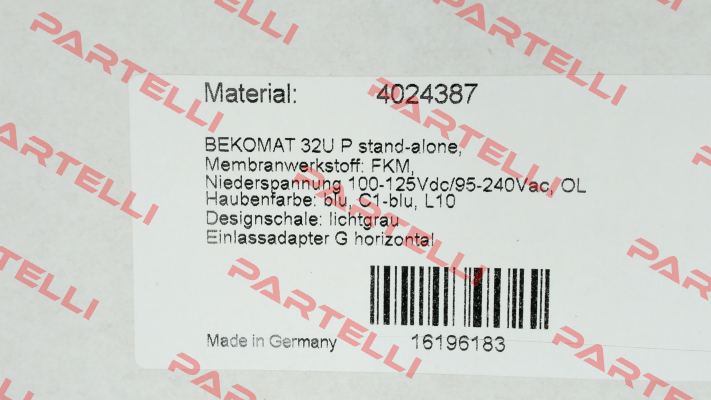 Material: 4024387
BEKOMAT 32U P stand-alone,
Membranwerkstoff: FKM,
Niederspannung 100-125Vdc/95-240Vac, OL
Haubenfarbe: blu, C1-blu, L10
Designschale: lichtgrau
Einlassadapter G horizontal
Made in Germany 16196183
PARTELLI
PARTELLI
PARTELLI
PARTELLI
PARTELLI
PARTELLI
PARTELLI
PARTELLI
PARTELLI